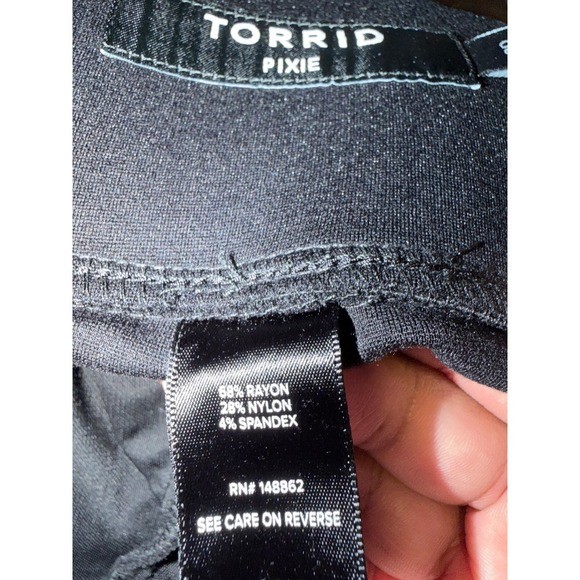 TORRID
PIXIE
68% RAYON
28% NYLON
4% SPANDEX
RN# 148862
SEE CARE ON REVERSE